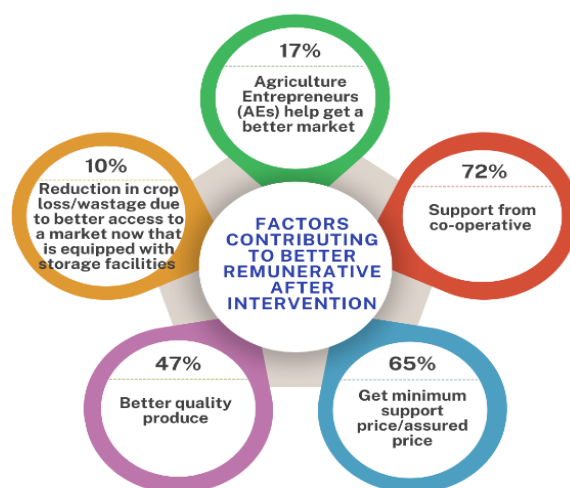 17%
Agriculture
Entrepreneurs
(AEs) help get a
better market
10%
Reduction in crop
loss/wastage due
to better access to
a market now that
is equipped with
storage facilities
72%
Support from
co-operative
FACTORS
CONTRIBUTING
TO BETTER
REMUNERATIVE
AFTER
INTERVENTION
47%
Better quality
produce
65%
Get minimum
support
price/assured
price